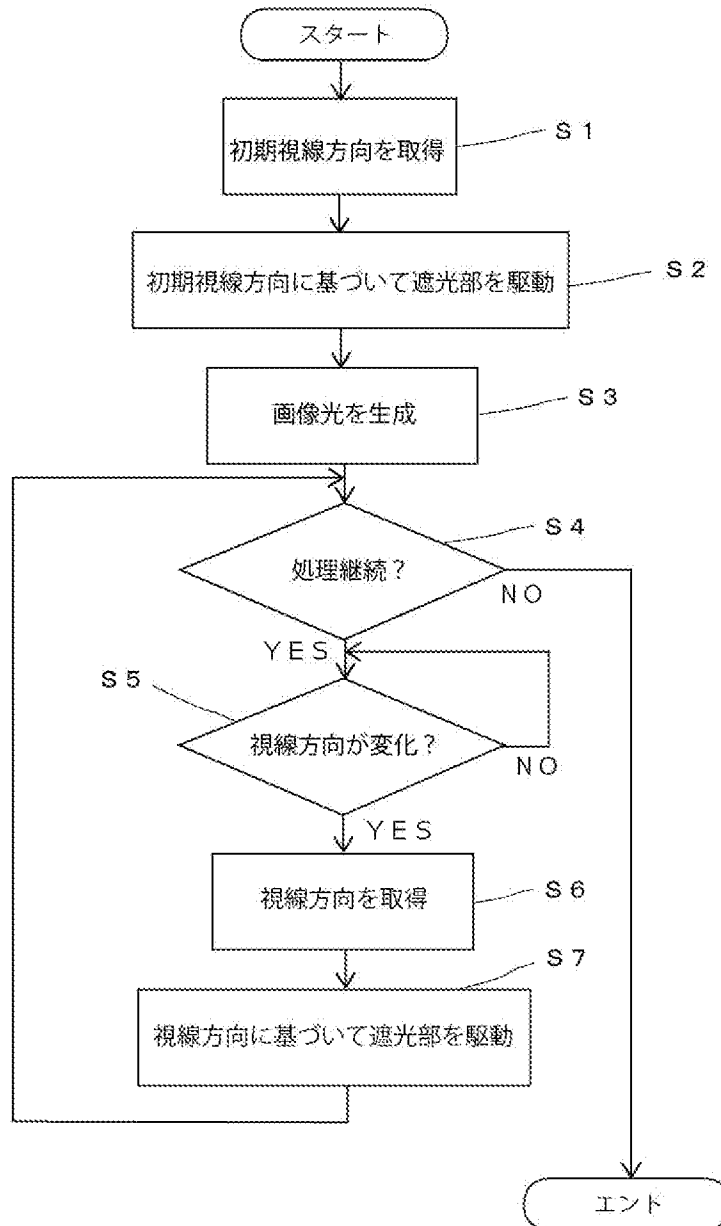 スタート
初期視線方向を取得
S1
初期視線方向に基づいて遮光部を駆動
S2
画像光を生成
S3
処理継続？
S4
NO
YES
S5
視線方向が変化？
NO
YES
視線方向を取得
S6
S7
視線方向に基づいて遮光部を駆動
エンド